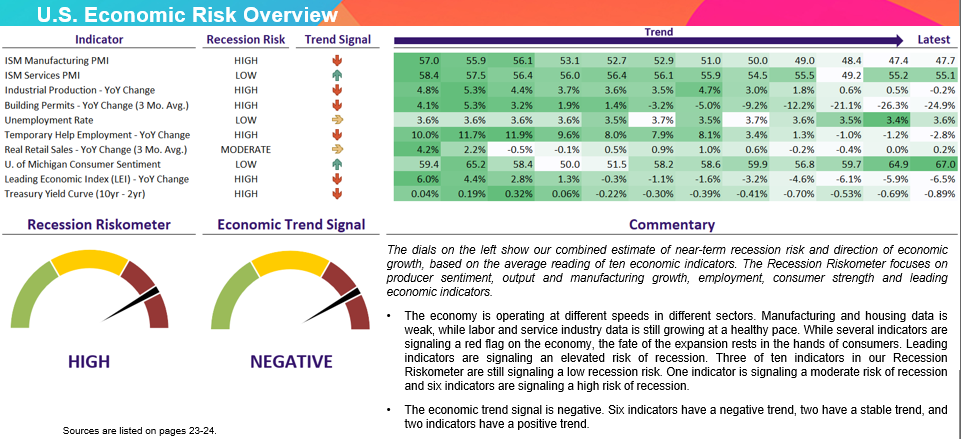 U.S. Economic Risk Overview
Indicator Recession Risk Trend Signal Trend Latest
ISM Manufacturing PMI HIGH 57.0 55.9 56.1 53.1 52.7 52.9 51.0 50.0 49.0 48.4 47.4 47.7
ISM Services PMI LOW 58.4 57.5 56.4 56.0 56.4 56.1 55.9 54.5 55.5 49.2 55.2 55.1
Industrial Production - YoY Change HIGH 4.8% 5.3% 4.4% 3.7% 3.6% 3.5% 4.7% 3.0% 1.8% 0.6% 0.5% -0.2%
Building Permits - YoY Change (3 Mo. Avg.) HIGH 4.1% 5.3% 3.2% 1.9% 1.4% -3.2% -5.0% -9.2% -12.2% -21.1% -26.3% -24.9%
Unemployment Rate LOW 3.6% 3.6% 3.6% 3.6% 3.5% 3.7% 3.5% 3.7% 3.6% 3.5% 3.4% 3.6%
Temporary Help Employment - YoY Change HIGH 10.0% 11.7% 11.9% 9.6% 8.0% 7.9% 8.1% 3.4% 1.3% -1.0% -1.2% -2.8%
Real Retail Sales - YoY Change (3 Mo. Avg.) MODERATE 4.2% 2.2% -0.5% -0.1% 0.5% 0.9% 1.0% 0.6% -0.2% -0.4% 0.0% 0.2%
U. of Michigan Consumer Sentiment LOW 59.4 65.2 58.4 50.0 51.5 58.2 58.6 59.9 56.8 59.7 64.9 67.0
Leading Economic Index (LEI) - YoY Change HIGH 6.0% 4.4% 2.8% 1.3% -0.3% -1.1% -1.6% -3.2% -4.6% -6.1% -5.9% -6.5%
Treasury Yield Curve (10yr - 2yr) HIGH 0.04% 0.19% 0.32% 0.06% -0.22% -0.30% -0.39% -0.41% -0.70% -0.53% -0.69% -0.89%
Recession Riskometer
HIGH
Economic Trend Signal
NEGATIVE
Commentary
The dials on the left show our combined estimate of near-term recession risk and direction of economic
growth, based on the average reading of ten economic indicators. The Recession Riskometer focuses on
producer sentiment, output and manufacturing growth, employment, consumer strength and leading
economic indicators.
• The economy is operating at different speeds in different sectors. Manufacturing and housing data is
weak, while labor and service industry data is still growing at a healthy pace. While several indicators are
signaling a red flag on the economy, the fate of the expansion rests in the hands of consumers. Leading
indicators are signaling an elevated risk of recession. Three of ten indicators in our Recession
Riskometer are still signaling a low recession risk. One indicator is signaling a moderate risk of recession
and six indicators are signaling a high risk of recession.
• The economic trend signal is negative. Six indicators have a negative trend, two have a stable trend, and
two indicators have a positive trend.
Sources are listed on pages 23-24.